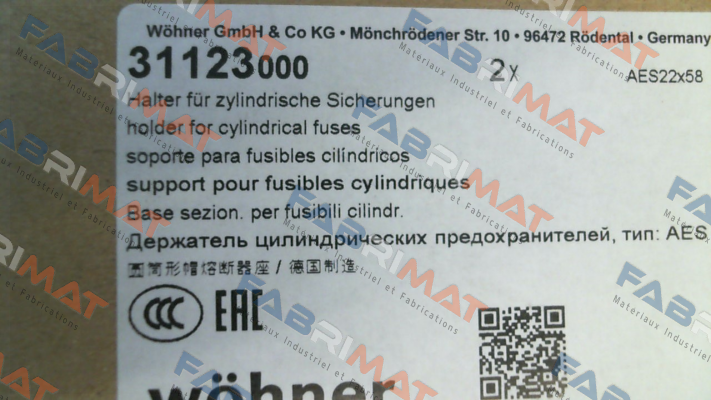 Wöhner GmbH & Co KG • Mönchrödener Str. 10 • 96472 Rödental • Germany
31123000 2x AES22x58
Halter für zylindrische Sicherungen
holder for cylindrical fuses
soporte para fusibles cilíndricos
support pour fusibles cylindriques
Base sezion. per fusibili cilindr.
Держатель цилиндрических предохранителей, тип: AES
圆筒形帽熔断器座 / 德国制造
CCC EAC
wöhner
FABRIMAT
Materiaux Industriel et Fabrications